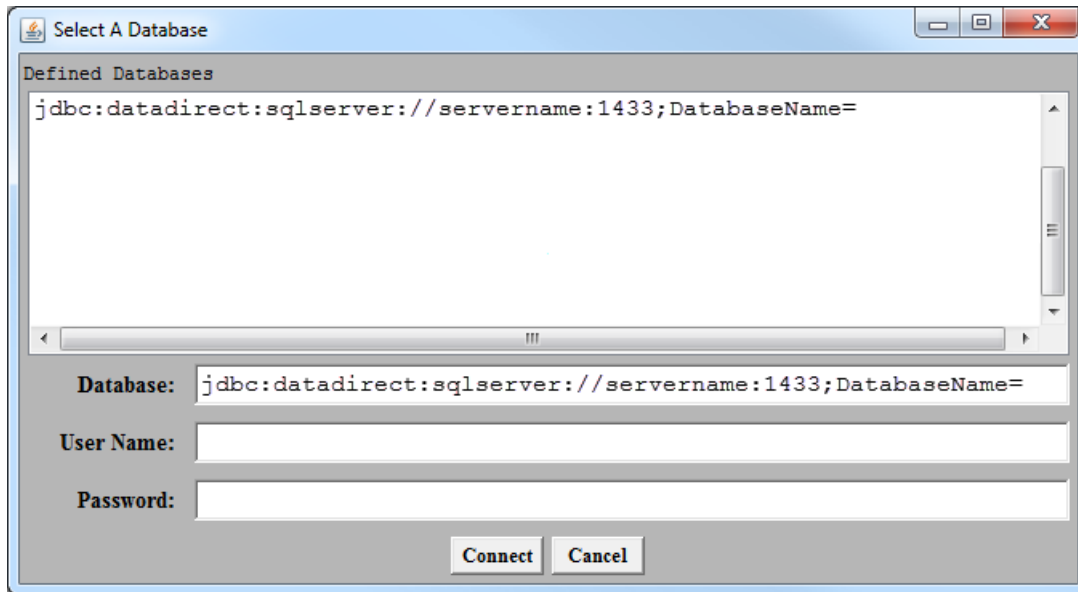 Select A Database
Defined Databases
jdbc:datadirect:sqlserver://servername:1433;DatabaseName=
Database: jdbc:datadirect:sqlserver://servername:1433;DatabaseName=
User Name:
Password:
Connect Cancel